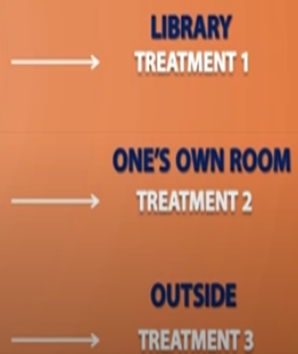 LIBRARY
TREATMENT 1
ONE'S OWN ROOM
TREATMENT 2
OUTSIDE
TREATMENT 3